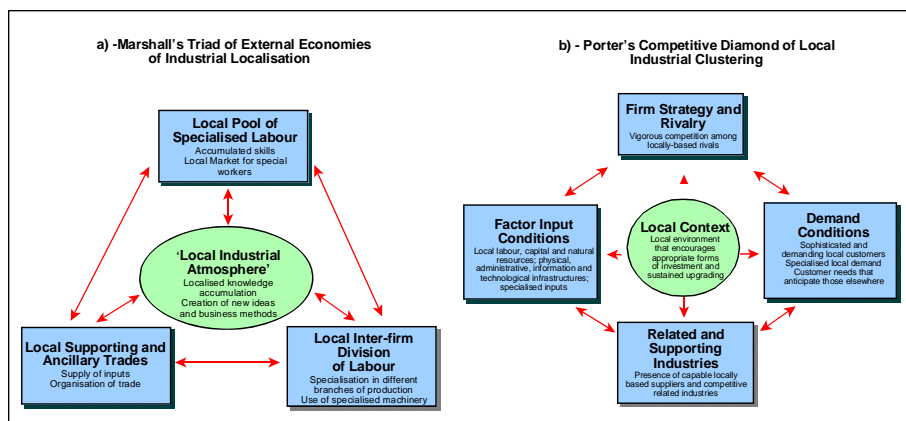 a) -Marshall's Triad of External Economies
of Industrial Localisation
Local Pool of
Specialised Labour
Accumulated skills
Local Market for special
workers
'Local Industrial
Atmosphere'
Localised knowledge
accumulation
Creation of new ideas
and business methods
Local Supporting and
Ancillary Trades
Supply of inputs
Organisation of trade
Local Inter-firm
Division
of Labour
Specialisation in different
branches of production
Use of specialised machinery
b) - Porter's Competitive Diamond of Local
Industrial Clustering
Firm Strategy and
Rivalry
Vigorous competition among
locally-based rivals
Factor Input
Conditions
Local labour, capital and natural
resources; physical,
administrative, information and
technological infrastructures;
specialised inputs
Local Context
Local environment
that encourages
appropriate forms
of investment and
sustained upgrading
Demand
Conditions
Sophisticated and
demanding local customers
Specialised local demand
Customer needs that
anticipate those elsewhere
Related and
Supporting
Industries
Presence of capable locally
based suppliers and competitive
related industries